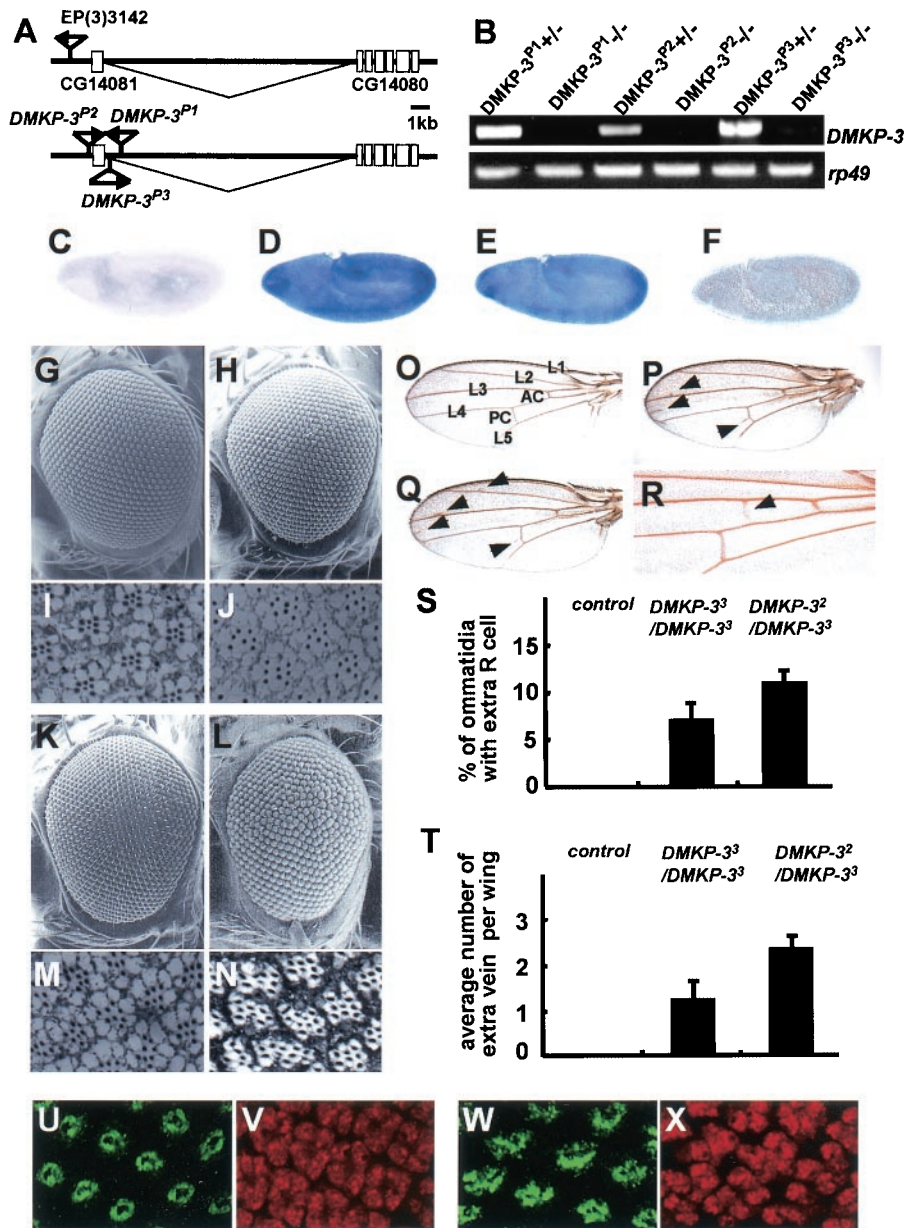 A
EP(3)3142
CG14081
CG14080
1kb
DMKP-3P2
DMKP-3P1
DMKP-3P3
B
DMKP-3P1+/-
DMKP-3P1-/-
DMKP-3P2+/-
DMKP-3P2-/-
DMKP-3P3+/-
DMKP-3P3-/-
DMKP-3
rp49
C
D
E
F
G
H
I
J
K
L
M
N
O
L1
L2
L3
AC
L4
PC
L5
P
Q
R
S
control
DMKP-33
/DMKP-33
DMKP-32
/DMKP-33
% of ommatidia
with extra R cell
15
10
5
0
T
control
DMKP-33
/DMKP-33
DMKP-32
/DMKP-33
average number of
extra vein per wing
3
2
1
0
U
V
W
X